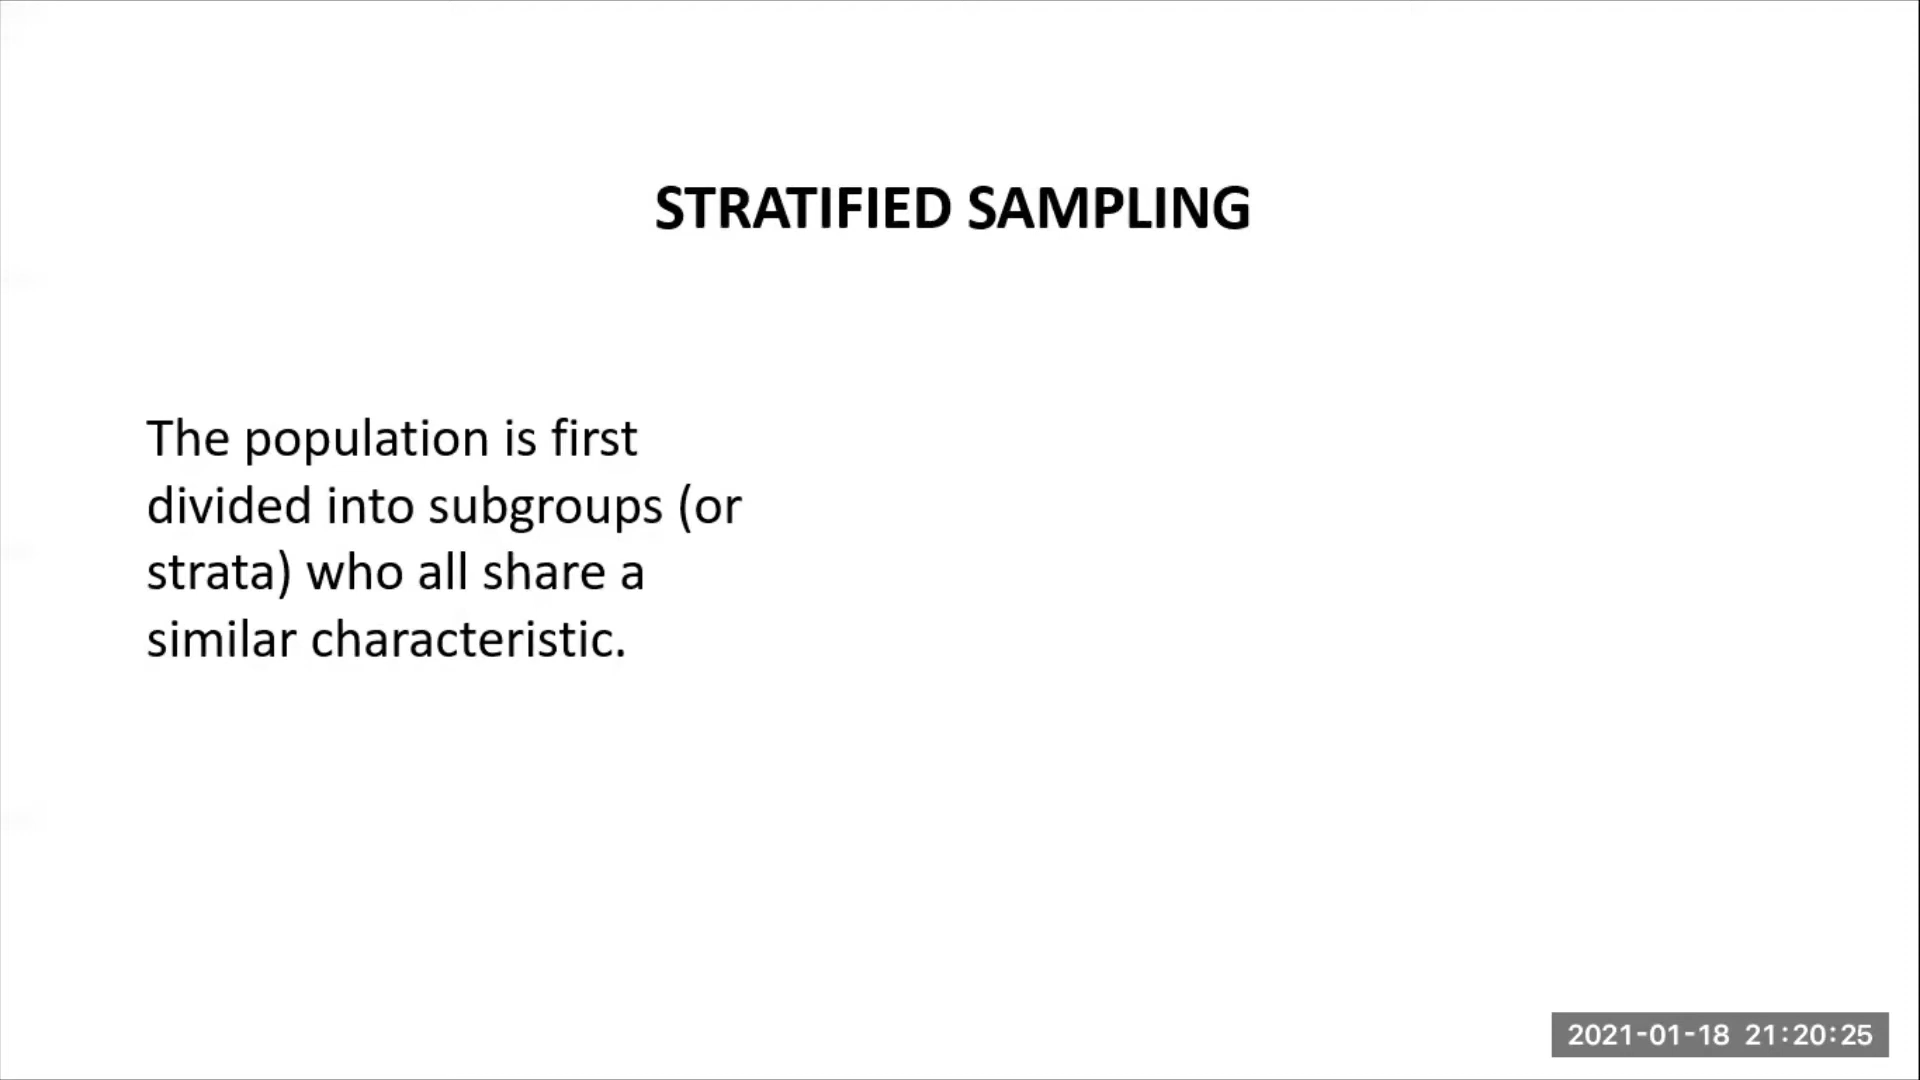 STRATIFIED SAMPLING
The population is first
divided into subgroups (or
strata) who all share a
similar characteristic.
2021-01-18 21:20:25